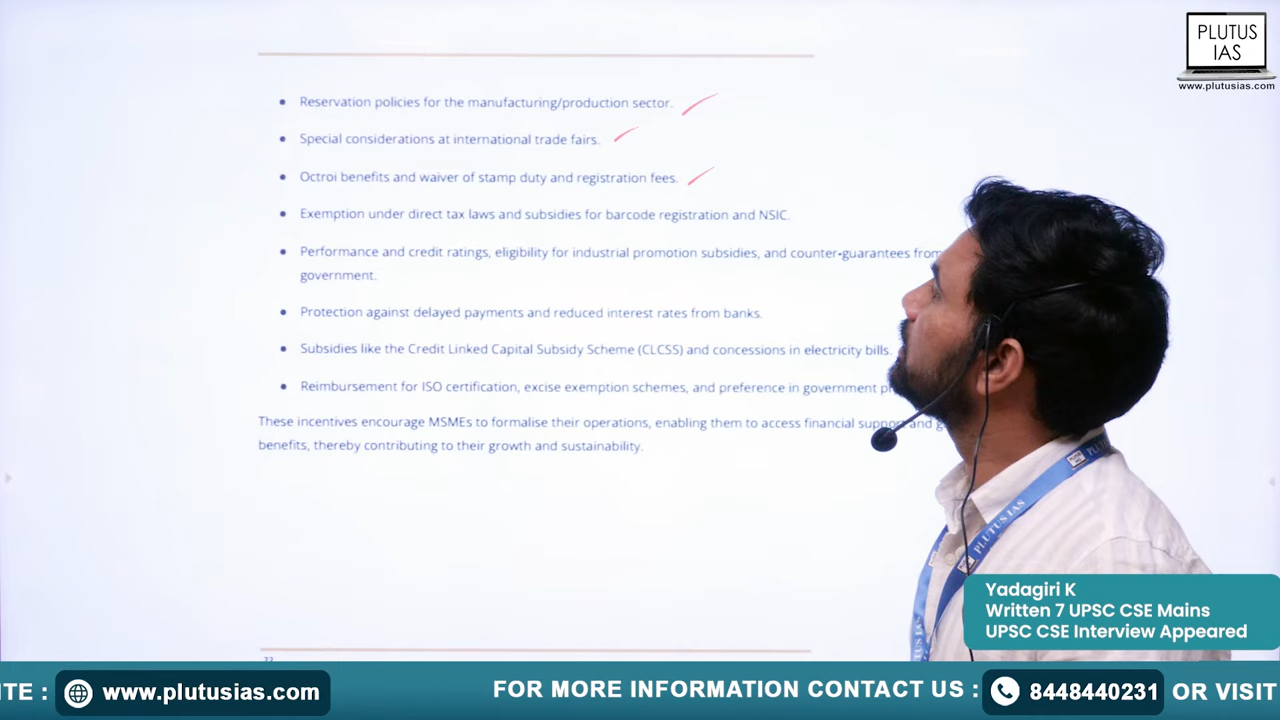 PLUTUS
IAS
www.plutusias.com
Reservation policies for the manufacturing/production sector.
Special considerations at international trade fairs.
Octroi benefits and waiver of stamp duty and registration fees.
Exemption under direct tax laws and subsidies for barcode registration and NSIC.
Performance and credit ratings, eligibility for industrial promotion subsidies, and counter-guarantees from
government.
Protection against delayed payments and reduced interest rates from banks.
Subsidies like the Credit Linked Capital Subsidy Scheme (CLCSS) and concessions in electricity bills.
Reimbursement for ISO certification, excise exemption schemes, and preference in government
These incentives encourage MSMEs to formalise their operations, enabling them to access financial support and
benefits, thereby contributing to their growth and sustainability.
PLUTUS IAS
Yadagiri K
Written 7 UPSC CSE Mains
UPSC CSE Interview Appeared
ITE : www.plutusias.com FOR MORE INFORMATION CONTACT US : 8448440231 OR VISIT